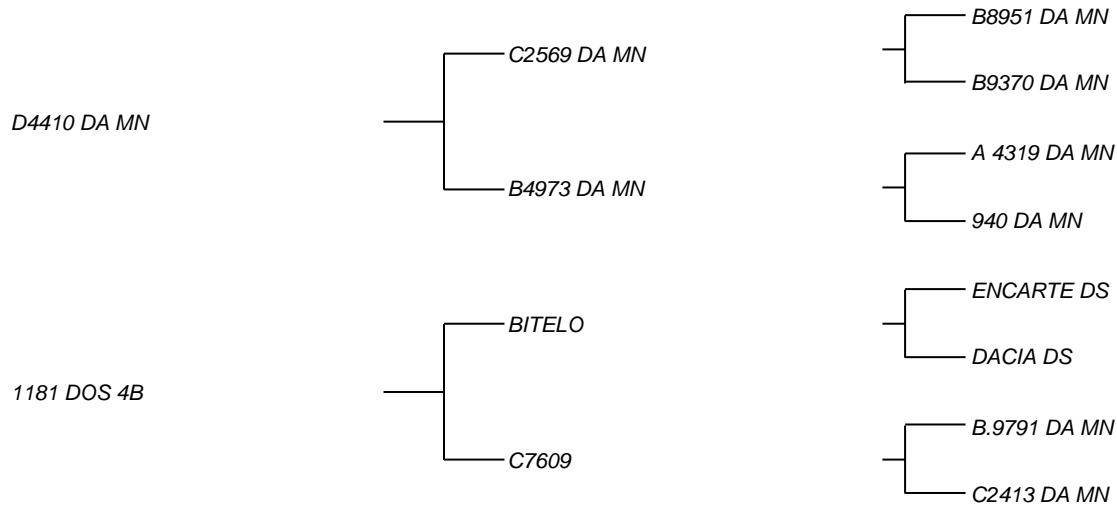 B8951 DA MN
C2569 DA MN
B9370 DA MN
D4410 DA MN
A 4319 DA MN
B4973 DA MN
940 DA MN
ENCARTE DS
BITELO
DACIA DS
1181 DOS 4B
B.9791 DA MN
C7609
C2413 DA MN